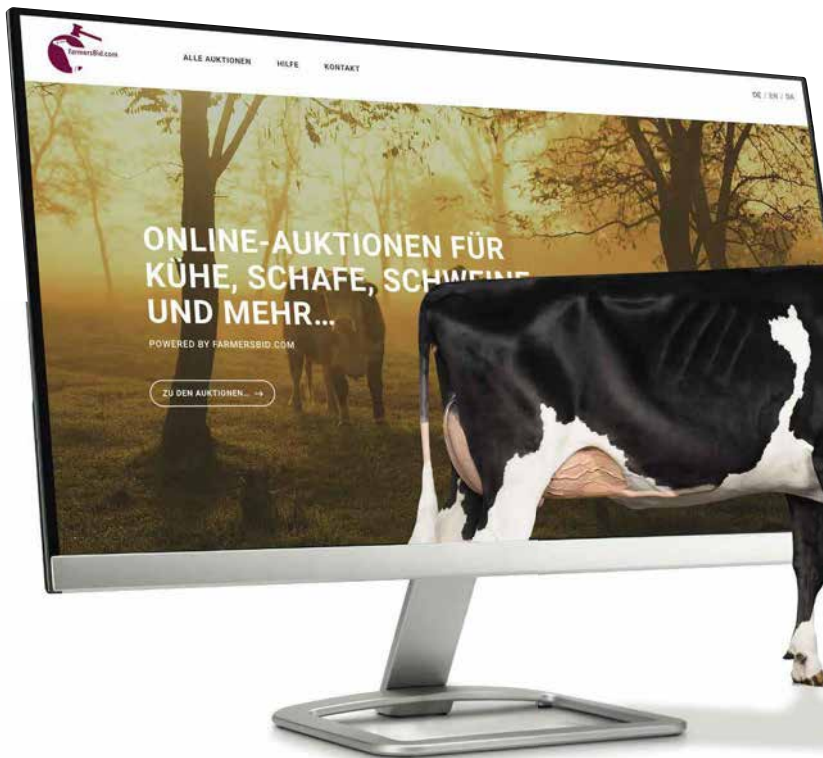 FarmersBid.com
ALLE AUKTIONEN HILFE KONTAKT
DE / EN / DA
ONLINE-AUKTIONEN FÜR
KÜHE, SCHAFE, SCHWEINE
UND MEHR...
POWERED BY FARMERSBID.COM
ZU DEN AUKTIONEN... →